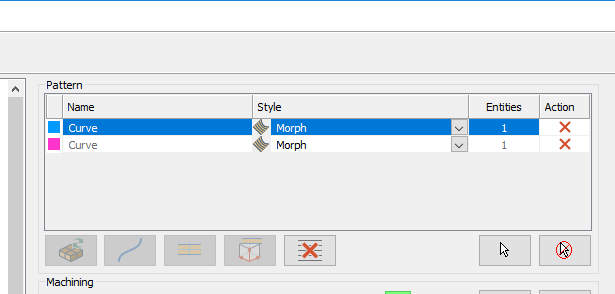 Pattern
Name Style Entities Action
Curve Morph 1
Curve Morph 1
Machining